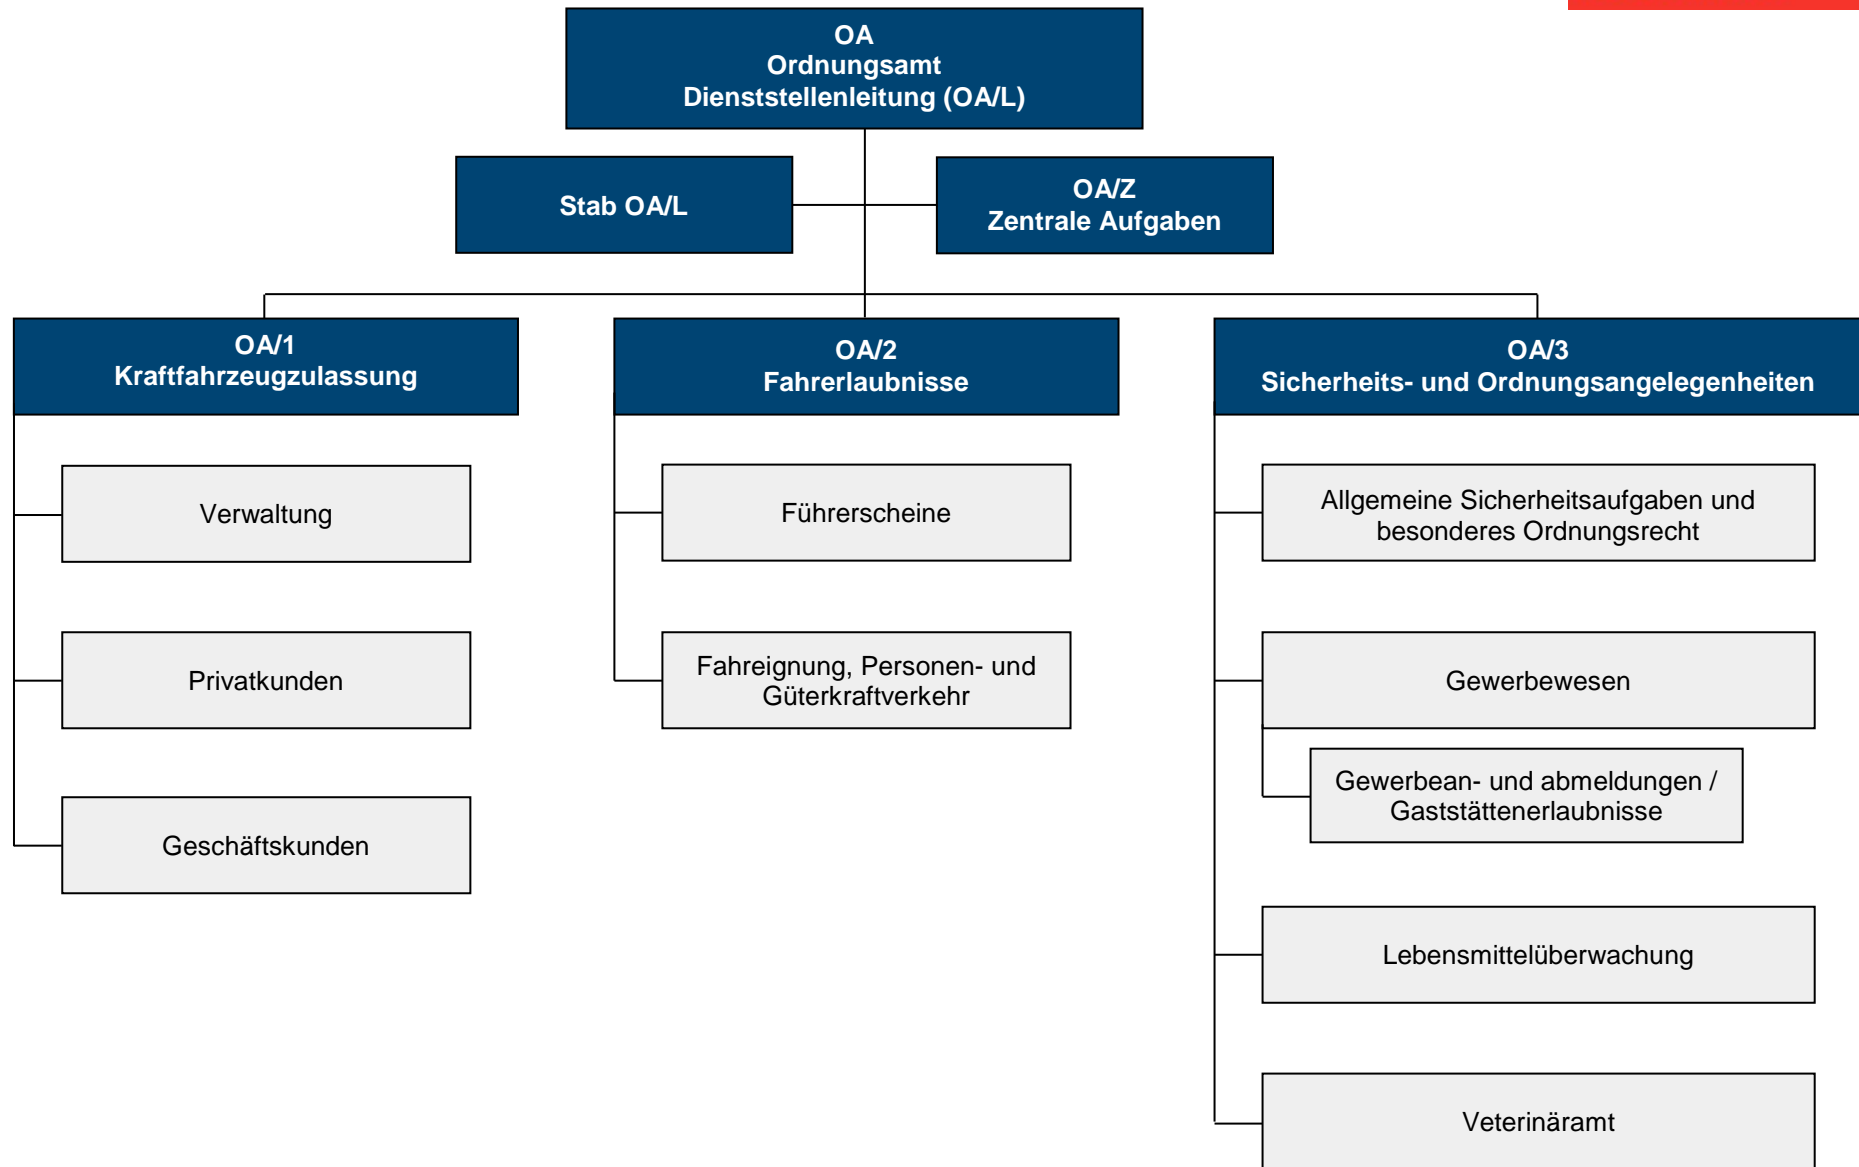 OA
Ordnungsamt
Dienststellenleitung (OA/L)
Stab OA/L
OA/Z
Zentrale Aufgaben
OA/1
Kraftfahrzeugzulassung
Verwaltung
Privatkunden
Geschäftskunden
OA/2
Fahrerlaubnisse
Führerscheine
Fahreignung, Personen- und
Güterkraftverkehr
OA/3
Sicherheits- und Ordnungsangelegenheiten
Allgemeine Sicherheitsaufgaben und
besonderes Ordnungsrecht
Gewerbewesen
Gewerbean- und abmeldungen /
Gaststättenerlaubnisse
Lebensmittelüberwachung
Veterinäramt